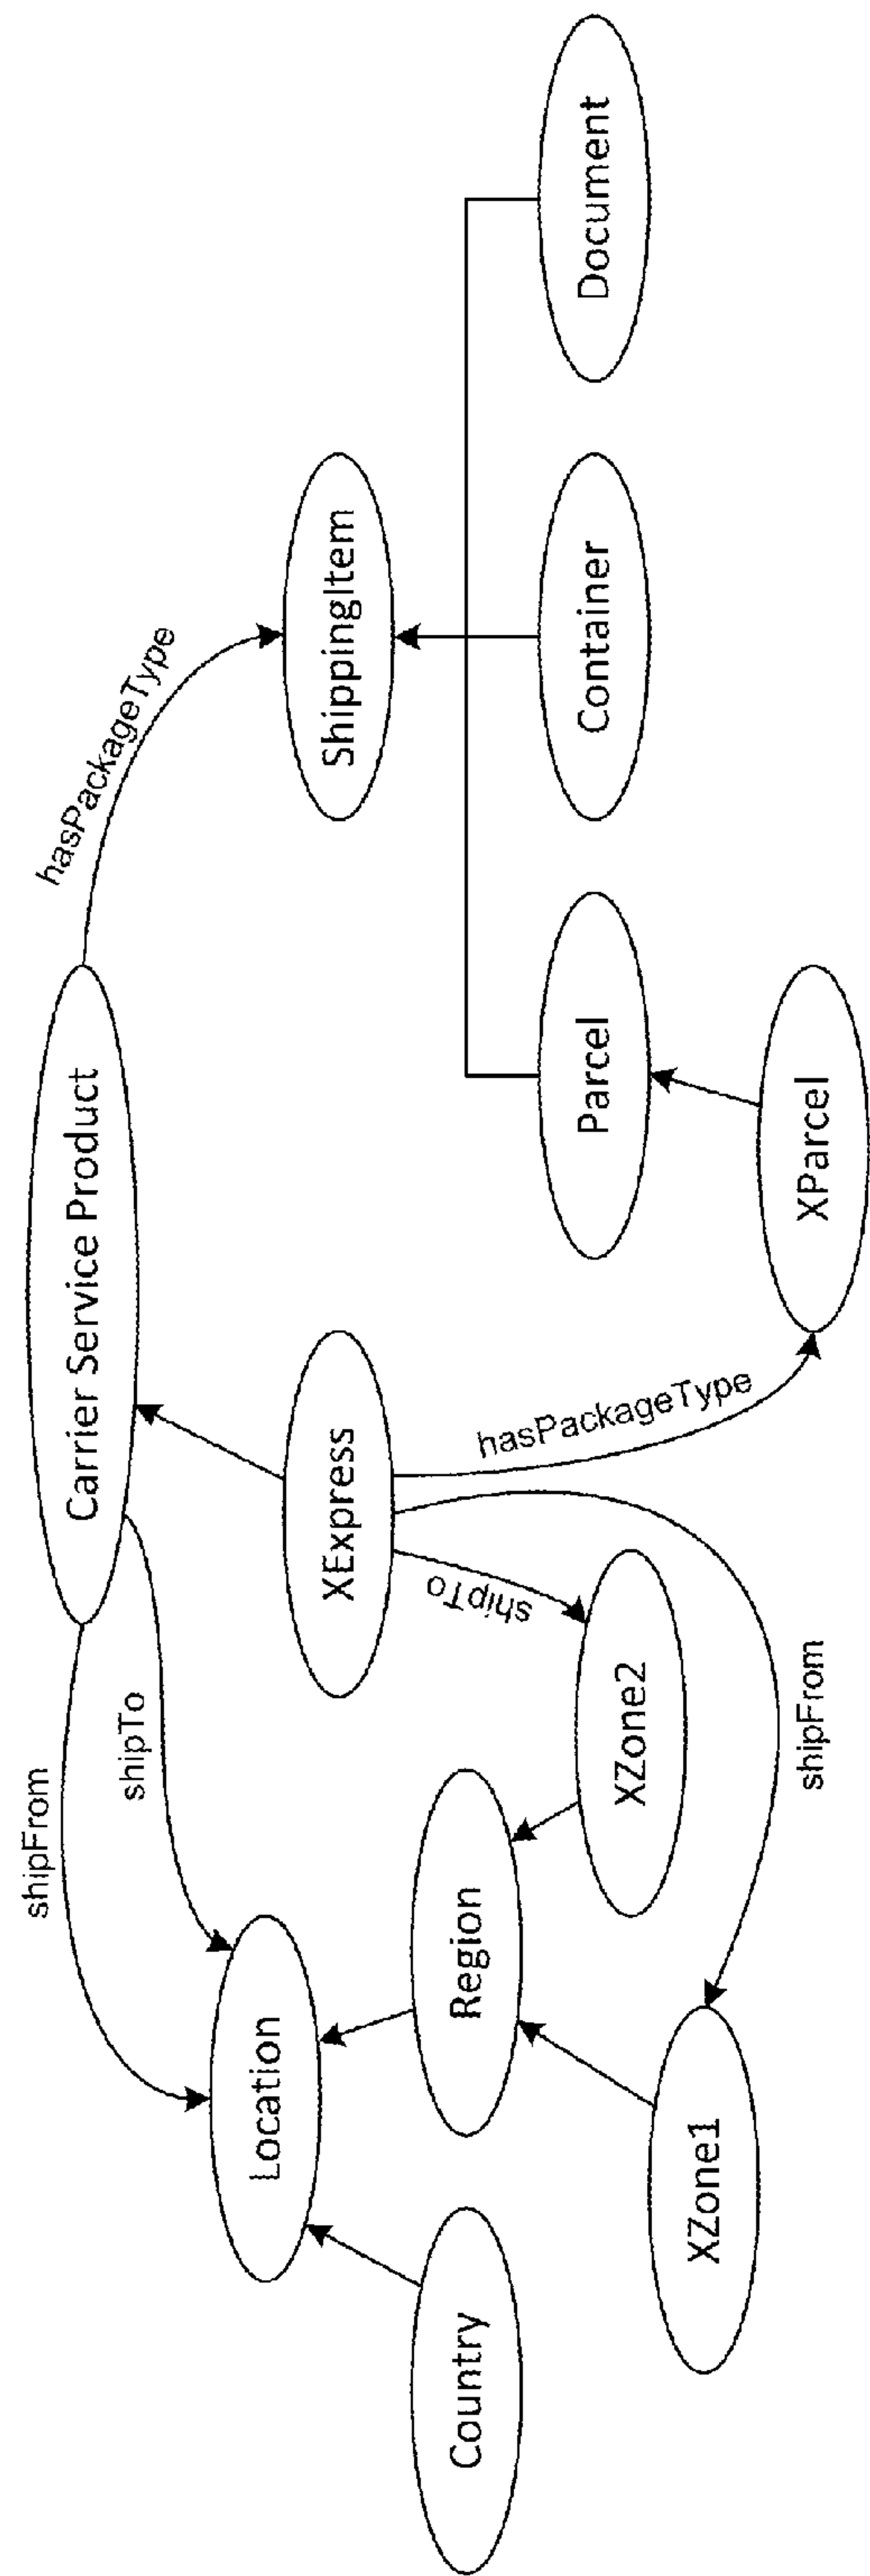 Carrier Service Product
shipFrom
shipTo
hasPackageType
Location
XExpress
ShippingItem
Country
Region
shipTo
hasPackageType
XZone2
Parcel
Container
Document
XZone1
shipFrom
XParcel